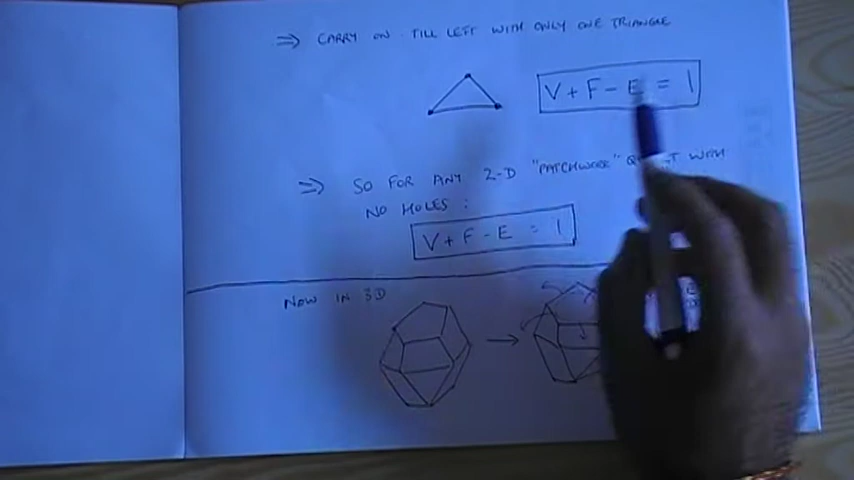 ⇒ CARRY ON TILL LEFT WITH ONLY ONE TRIANGLE
V + F - E = 1
⇒ SO FOR ANY 2-D "PATCHWORK" WITH
NO HOLES :
V + F - E = 1
NOW IN 3D